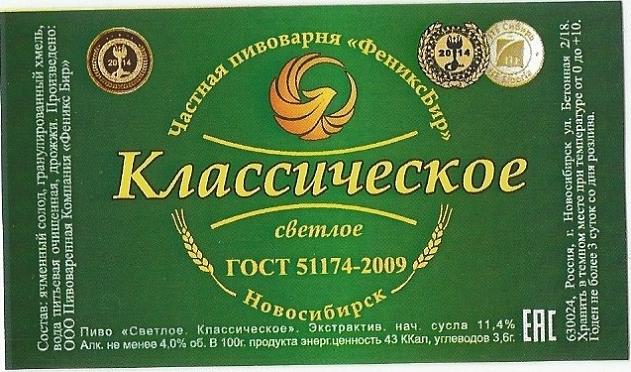 Состав: ячменный солод, гранулированный хмель,
вода питьевая очищенная, дрожжи. Произведено:
ООО Пивоваренная Компания «Феникс Бир»
2014
Частная пивоварня «ФениксБир»
2014
Классическое
светлое
ГОСТ 51174-2009
Новосибирск
Пиво «Светлое. Классическое». Экстрактив. нач. сусла 11,4%
Алк. не менее 4,0% об. В 100г. продукта энерг.ценность 43 ККал, углеводов 3,6г.
ЕАС
630024, Россия, г. Новосибирск ул. Бетонная 2/18.
Хранить в темном месте при температуре от 0 до +10.
Годен не более 3 суток со дня розлива.